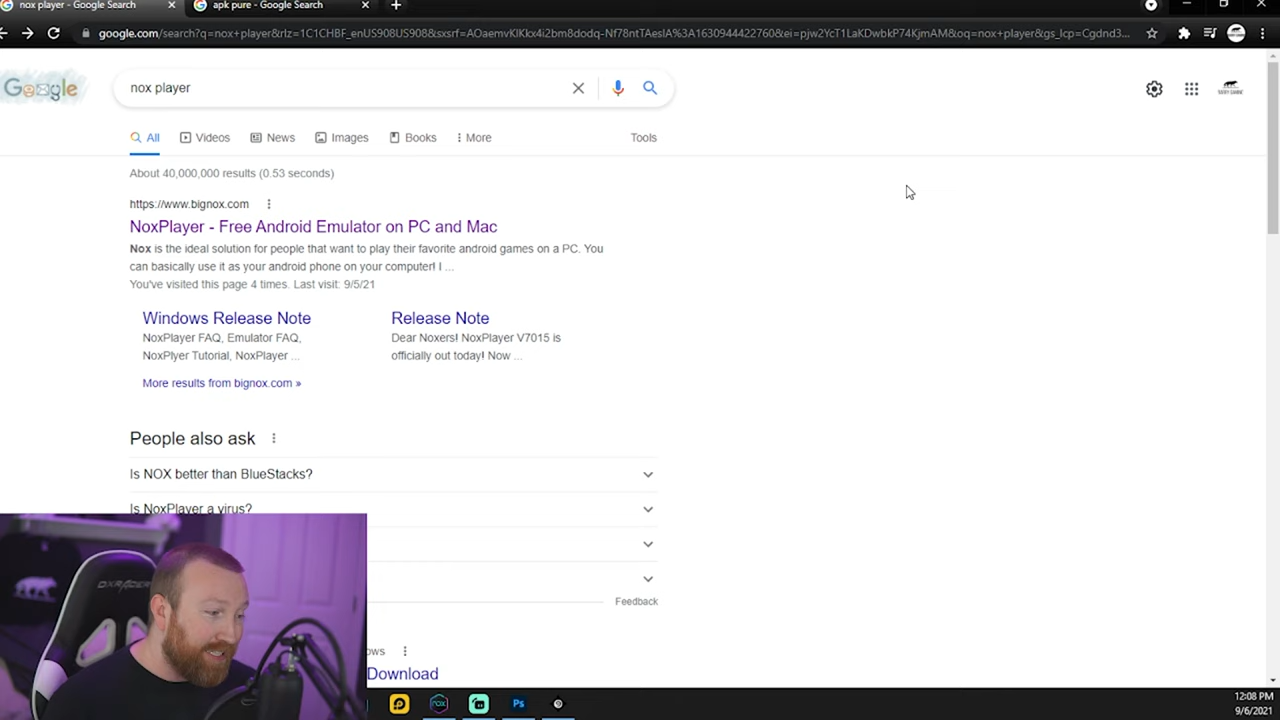 nox player - Google Search
apk pure - Google Search
google.com/search?q=nox+player&rlz=1C1CHBF_enUS908US908&sxsrf=AOaemvKIKkx4i2bm8dodq-Nf78ntTAesIA%3A1630944422760&ei=pjw2YcT1LaKDwbkP74KjmAM&oq=nox+player&gs_lcp=Cgdnd3...
Google
nox player
All
Videos
News
Images
Books
More
Tools
About 40,000,000 results (0.53 seconds)
https://www.bignox.com
NoxPlayer - Free Android Emulator on PC and Mac
Nox is the ideal solution for people that want to play their favorite android games on a PC. You
can basically use it as your android phone on your computer! I ...
You've visited this page 4 times. Last visit: 9/5/21
Windows Release Note
NoxPlayer FAQ, Emulator FAQ,
NoxPlyer Tutorial, NoxPlayer ...
Release Note
Dear Noxers! NoxPlayer V7015 is
officially out today! Now ...
More results from bignox.com »
People also ask
Is NOX better than BlueStacks?
Is NoxPlayer a virus?
Feedback
ows
Download
DXRACER
nox
Ps
12:08 PM
9/6/2021